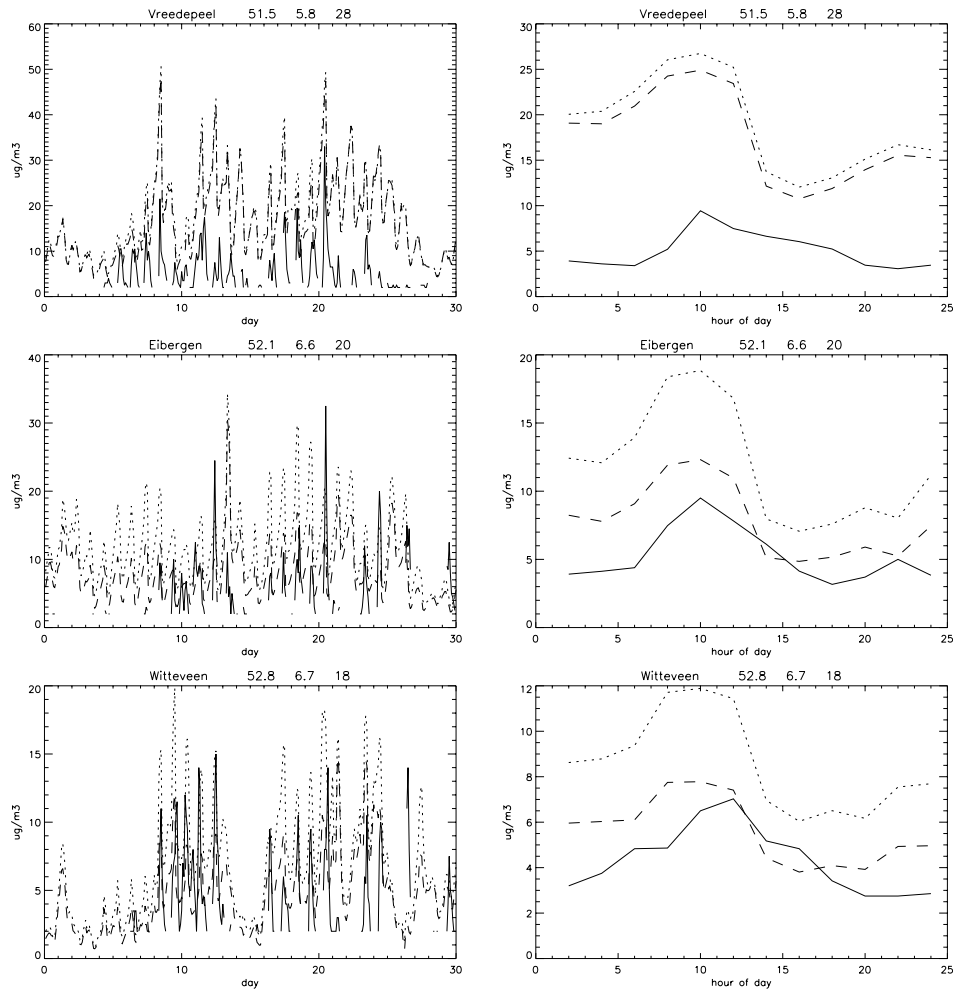 Vreedepeel 51.5 5.8 28
60
50
40
30
20
10
0
ug/m3
0 10 20 30
day
Vreedepeel 51.5 5.8 28
30
25
20
15
10
5
0
ug/m3
0 5 10 15 20 25
hour of day
Eibergen 52.1 6.6 20
40
30
20
10
0
ug/m3
0 10 20 30
day
Eibergen 52.1 6.6 20
20
15
10
5
0
ug/m3
0 5 10 15 20 25
hour of day
Witteveen 52.8 6.7 18
20
15
10
5
0
ug/m3
0 10 20 30
day
Witteveen 52.8 6.7 18
12
10
8
6
4
2
0
ug/m3
0 5 10 15 20 25
hour of day